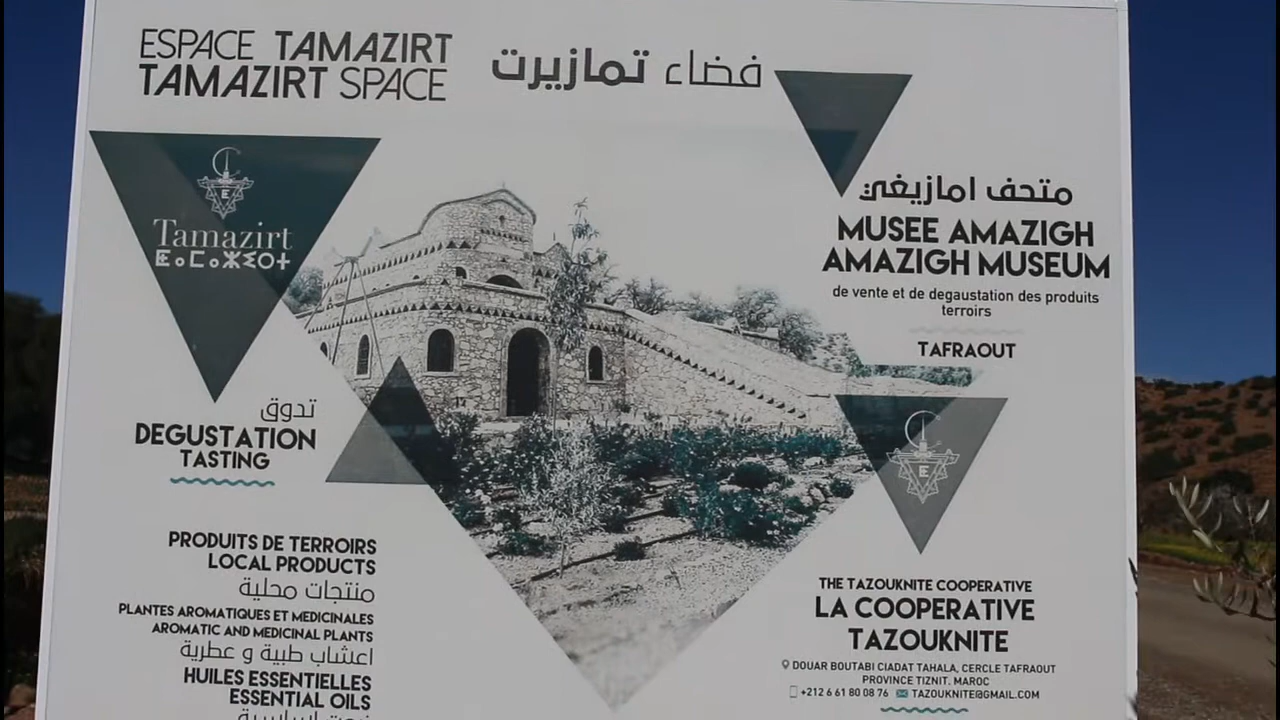 ESPACE TAMAZIRT
TAMAZIRT SPACE
فضاء تمازيرت
Tamazirt
ⵟⴰⵎⴰⵣⵉⵔⵜ
تدوق
DEGUSTATION
TASTING
PRODUITS DE TERROIRS
LOCAL PRODUCTS
منتجات محلية
PLANTES AROMATIQUES ET MEDICINALES
AROMATIC AND MEDICINAL PLANTS
اعشاب طبية و عطرية
HUILES ESSENTIELLES
ESSENTIAL OILS
متحف امازيغي
MUSEE AMAZIGH
AMAZIGH MUSEUM
de vente et de degaustation des produits
terroirs
TAFRAOUT
THE TAZOUKNITE COOPERATIVE
LA COOPERATIVE
TAZOUKNITE
DOUAR BOUTABI CIADAT TAHALA, CERCLE TAFRAOUT
PROVINCE TIZNIT. MAROC
+212 6 61 80 08 76 TAZOUKNITE@GMAIL.COM